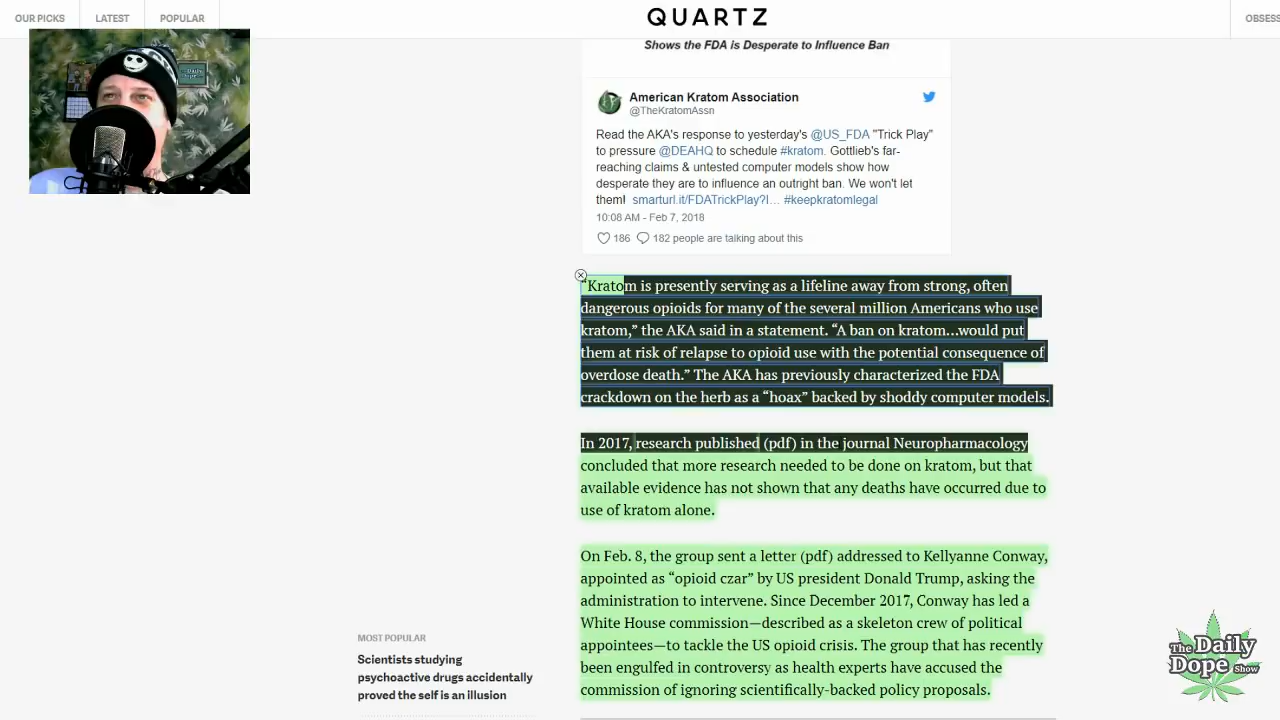 OUR PICKS
LATEST
POPULAR
QUARTZ
OBSESS
Shows the FDA is Desperate to Influence Ban
American Kratom Association
@TheKratomAssn
Read the AKA's response to yesterday's @US_FDA "Trick Play"
to pressure @DEAHQ to schedule #kratom. Gottlieb's far-
reaching claims & untested computer models show how
desperate they are to influence an outright ban. We won't let
them! smarturl.it/FDATrickPlay?I… #keepkratomlegal
10:08 AM - Feb 7, 2018
186
182 people are talking about this
“Kratom is presently serving as a lifeline away from strong, often
dangerous opioids for many of the several million Americans who use
kratom,” the AKA said in a statement. “A ban on kratom…would put
them at risk of relapse to opioid use with the potential consequence of
overdose death.” The AKA has previously characterized the FDA
crackdown on the herb as a “hoax” backed by shoddy computer models.
In 2017, research published (pdf) in the journal Neuropharmacology
concluded that more research needed to be done on kratom, but that
available evidence has not shown that any deaths have occurred due to
use of kratom alone.
On Feb. 8, the group sent a letter (pdf) addressed to Kellyanne Conway,
appointed as “opioid czar” by US president Donald Trump, asking the
administration to intervene. Since December 2017, Conway has led a
White House commission—described as a skeleton crew of political
appointees—to tackle the US opioid crisis. The group that has recently
been engulfed in controversy as health experts have accused the
commission of ignoring scientifically-backed policy proposals.
MOST POPULAR
Scientists studying
psychoactive drugs accidentally
proved the self is an illusion
The Daily
Dope Show